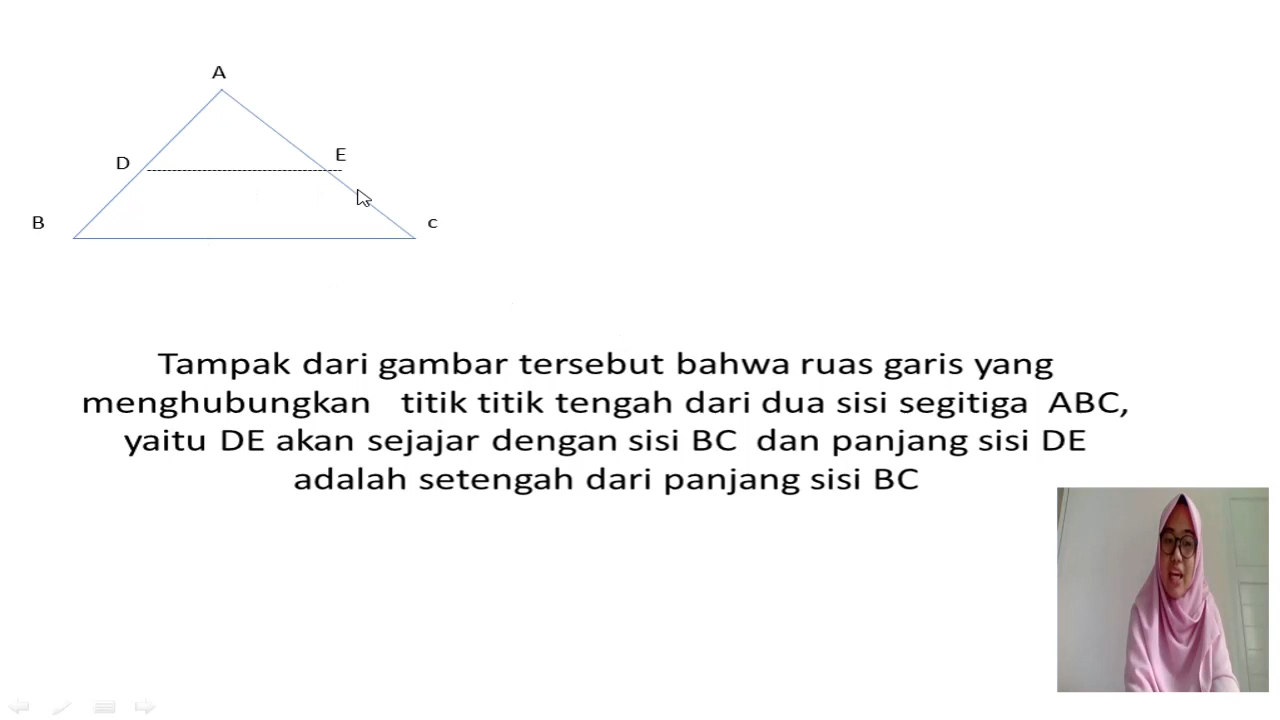 A
D
E
B
c
Tampak dari gambar tersebut bahwa ruas garis yang
menghubungkan titik titik tengah dari dua sisi segitiga ABC,
yaitu DE akan sejajar dengan sisi BC dan panjang sisi DE
adalah setengah dari panjang sisi BC